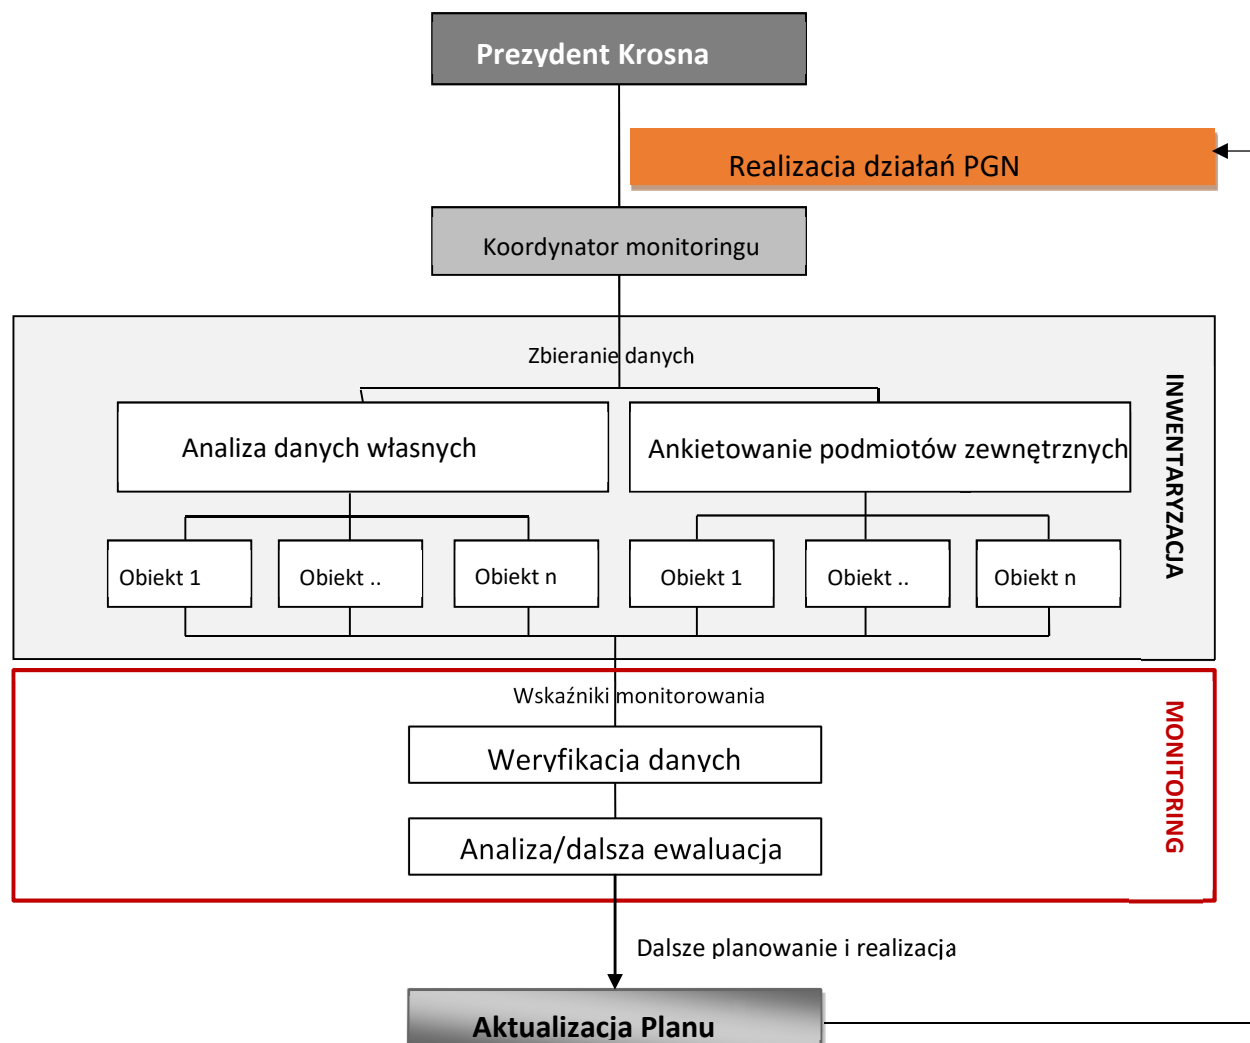 Prezydent Krosna
Realizacja działań PGN
Koordynator monitoringu
Zbieranie danych
INWENTARYZACJA
Analiza danych własnych
Ankietowanie podmiotów zewnętrznych
Obiekt 1
Obiekt ..
Obiekt n
Obiekt 1
Obiekt ..
Obiekt n
Wskaźniki monitorowania
MONITORING
Weryfikacja danych
Analiza/dalsza ewaluacja
Dalsze planowanie i realizacja
Aktualizacja Planu